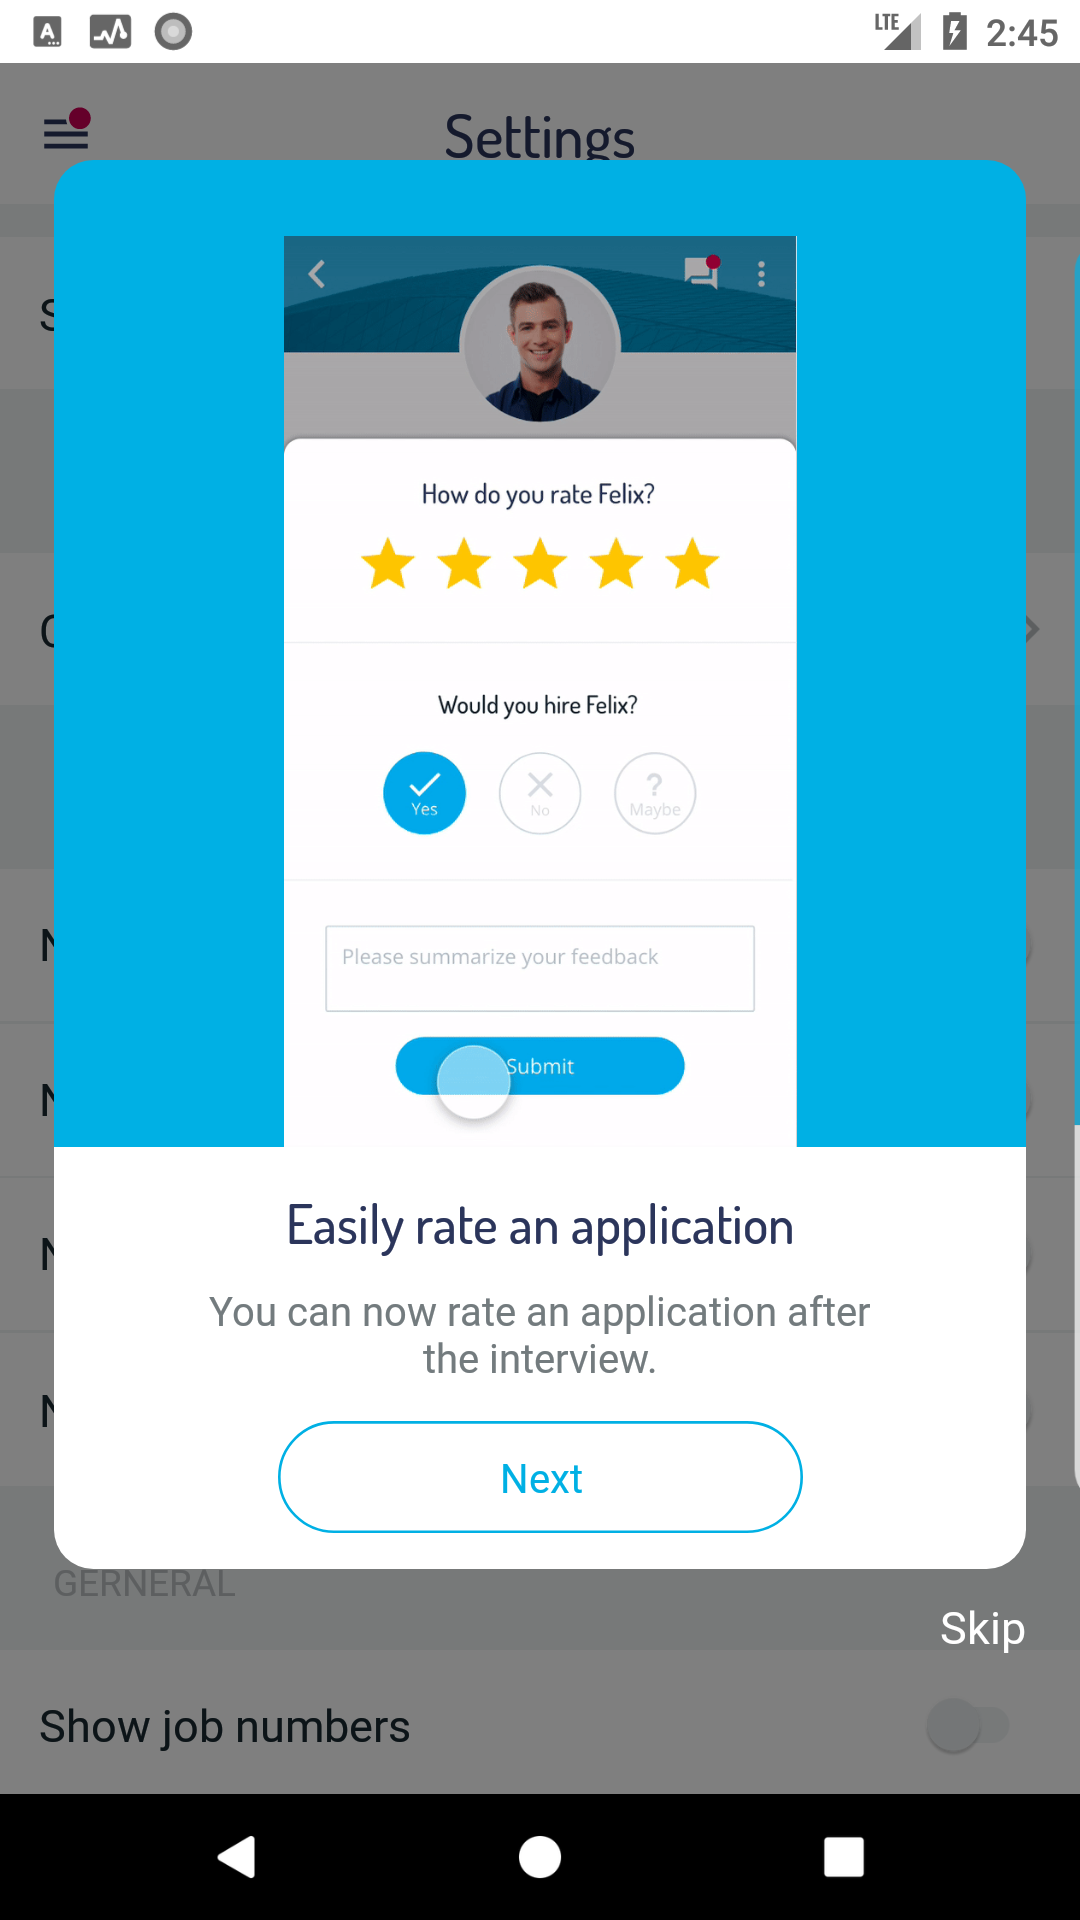 LTE 2:45
Settings
S
How do you rate Felix?
C
Would you hire Felix?
Yes No ? Maybe
N
Please summarize your feedback
Submit
N
Easily rate an application
N
You can now rate an application after
the interview.
N
Next
GERNERAL
Skip
Show job numbers